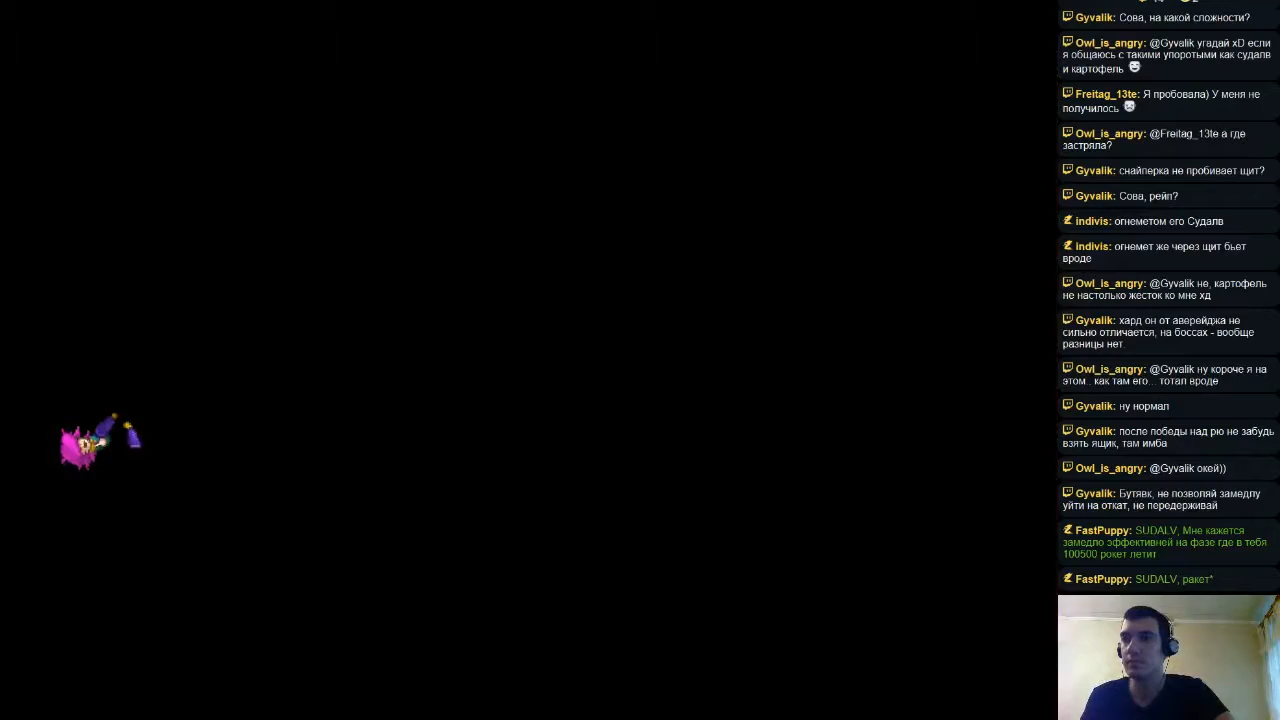 Gyvalik: Сова, на какой сложности?
Owl_is_angry: @Gyvalik угадай xD если
я общаюсь с такими упоротыми как судалв
и картофель
Freitag_13te: Я пробовала) У меня не
получилось
Owl_is_angry: @Freitag_13te а где
застряла?
Gyvalik: снайперка не пробивает щит?
Gyvalik: Сова, рейп?
indivis: огнеметом его Судалв
indivis: огнемет же через щит бьет
вроде
Owl_is_angry: @Gyvalik не, картофель
не настолько жесток ко мне хд
Gyvalik: хард он от аверейджа не
сильно отличается, на боссах - вообще
разницы нет.
Owl_is_angry: @Gyvalik ну короче я на
этом.. как там его... тотал вроде
Gyvalik: ну нормал
Gyvalik: после победы над рю не забудь
взять ящик, там имба
Owl_is_angry: @Gyvalik окей))
Gyvalik: Бутявк, не позволяй замедлу
уйти на откат, не передерживай
FastPuppy: SUDALV, Мне кажется
замедло эффективней на фазе где в тебя
100500 рокет летит
FastPuppy: SUDALV, ракет*